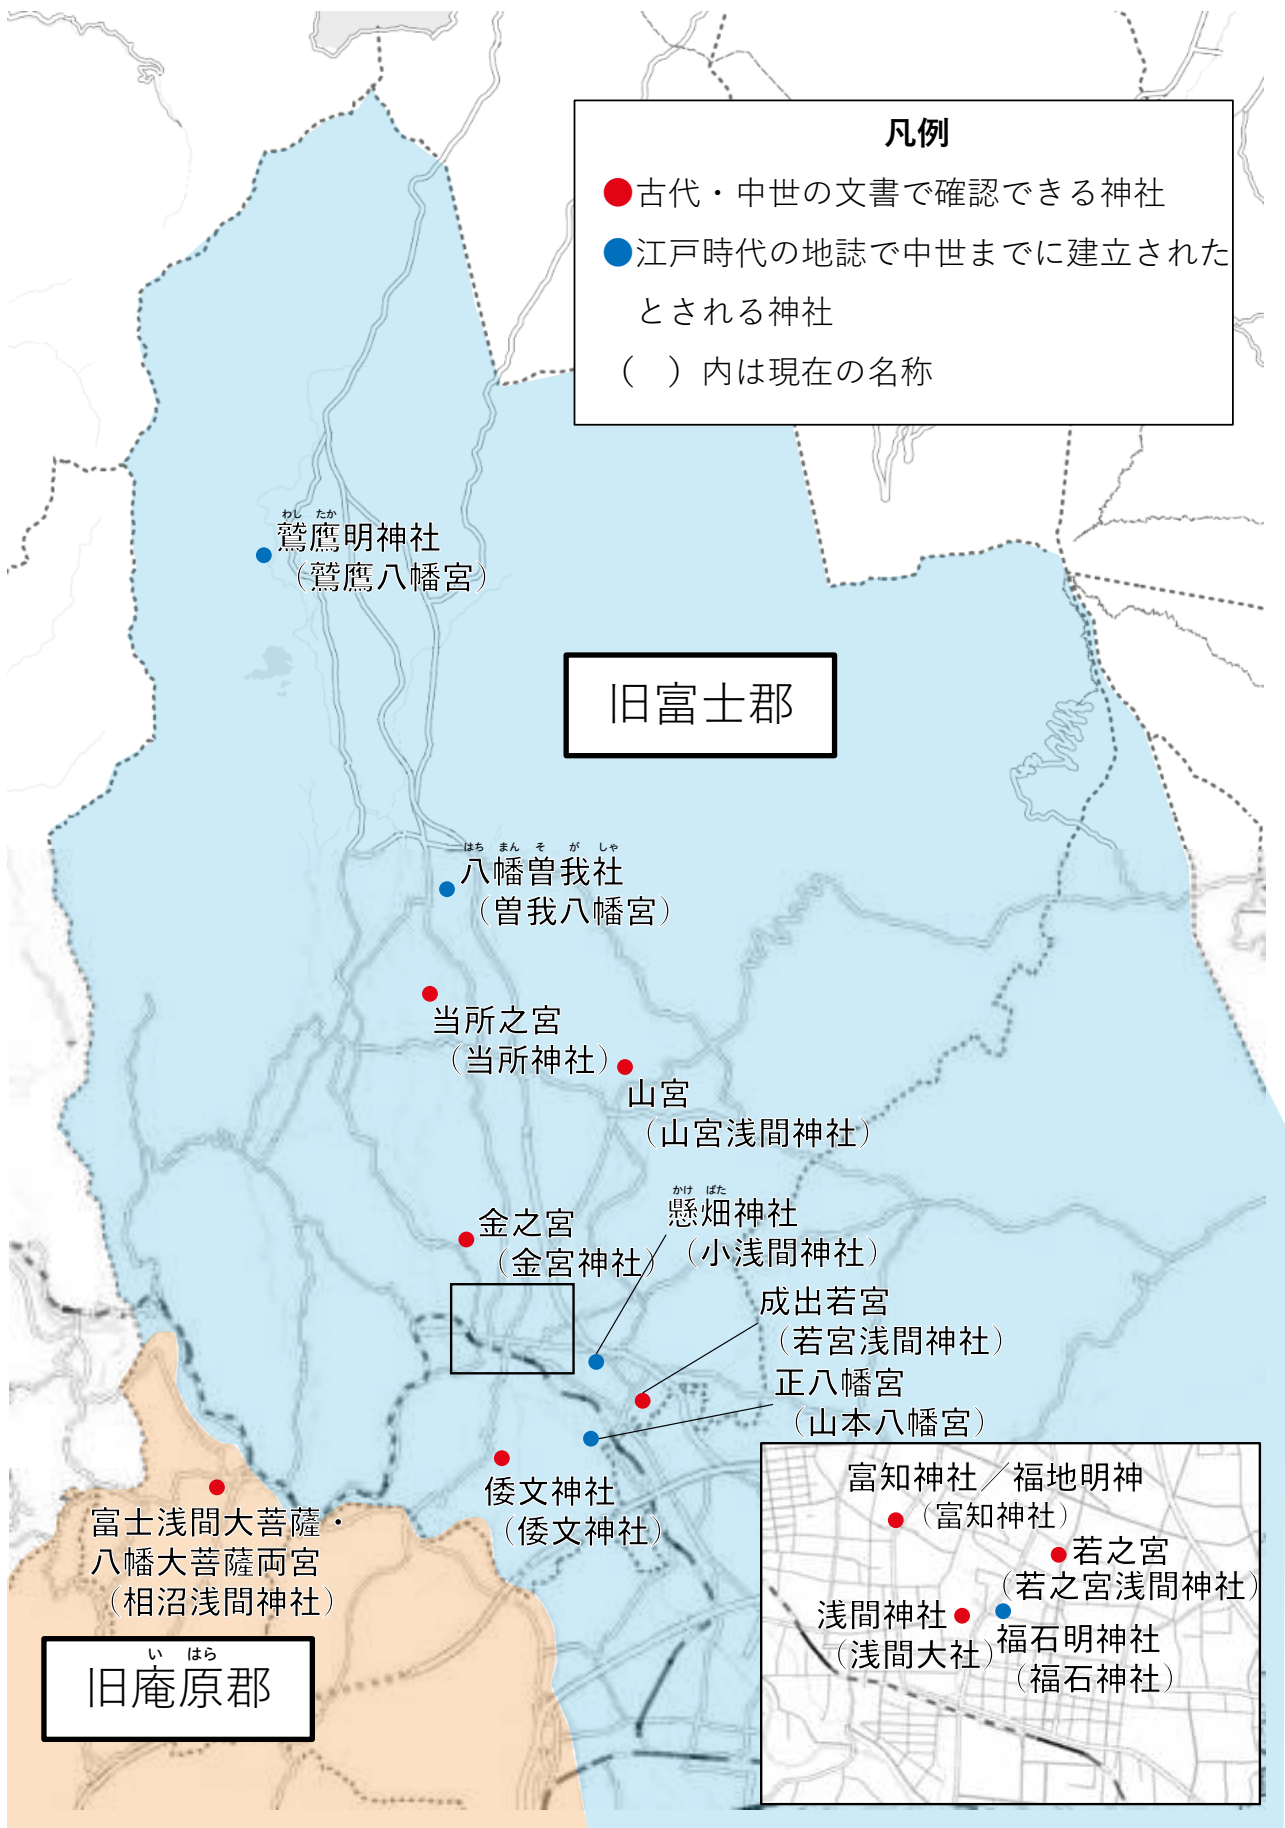 凡例
●古代・中世の文書で確認できる神社
●江戸時代の地誌で中世までに建立された
とされる神社
（　）内は現在の名称
わし たか
鷲鷹明神社
（鷲鷹八幡宮）
旧富士郡
はち まん そ が しゃ
八幡曽我社
（曽我八幡宮）
当所之宮
（当所神社）
山宮
（山宮浅間神社）
かけ ばた
懸畑神社
（小浅間神社）
金之宮
（金宮神社）
成出若宮
（若宮浅間神社）
正八幡宮
（山本八幡宮）
倭文神社
（倭文神社）
富士浅間大菩薩・
八幡大菩薩両宮
（相沼浅間神社）
い はら
旧庵原郡
富知神社／福地明神
（富知神社）
若之宮
（若之宮浅間神社）
浅間神社
（浅間大社）
福石明神社
（福石神社）